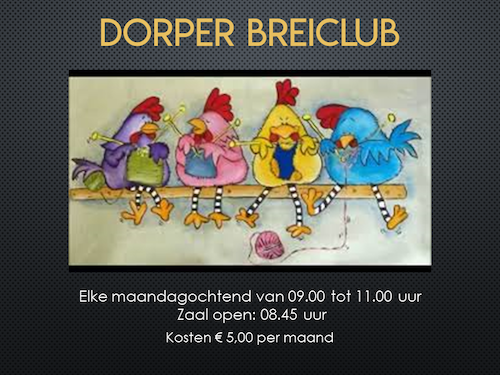 DORPER BREICLUB
Elke maandagochtend van 09.00 tot 11.00 uur
Zaal open: 08.45 uur
Kosten € 5,00 per maand